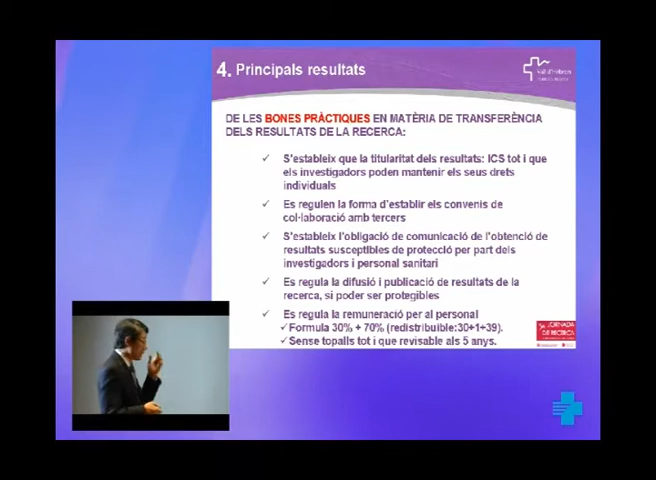 4. Principals resultats
Vall d'Hebron
DE LES BONES PRÀCTIQUES EN MATÈRIA DE TRANSFERÈNCIA
DELS RESULTATS DE LA RECERCA:
✓ S'estableix que la titularitat dels resultats: ICS tot i que
els investigadors poden mantenir els seus drets
individuals
✓ Es regulen la forma d'establir els convenis de
col·laboració amb tercers
✓ S'estableix l'obligació de comunicació de l'obtenció de
resultats susceptibles de protecció per part dels
investigadors i personal sanitari
✓ Es regula la difusió i publicació de resultats de la
recerca, si poder ser protegibles
✓ Es regula la remuneració per al personal
✓Formula 30% + 70% (redistribuible:30+1+39).
✓Sense topalls tot i que revisable als 5 anys.
JORNADA
DE RECERCA